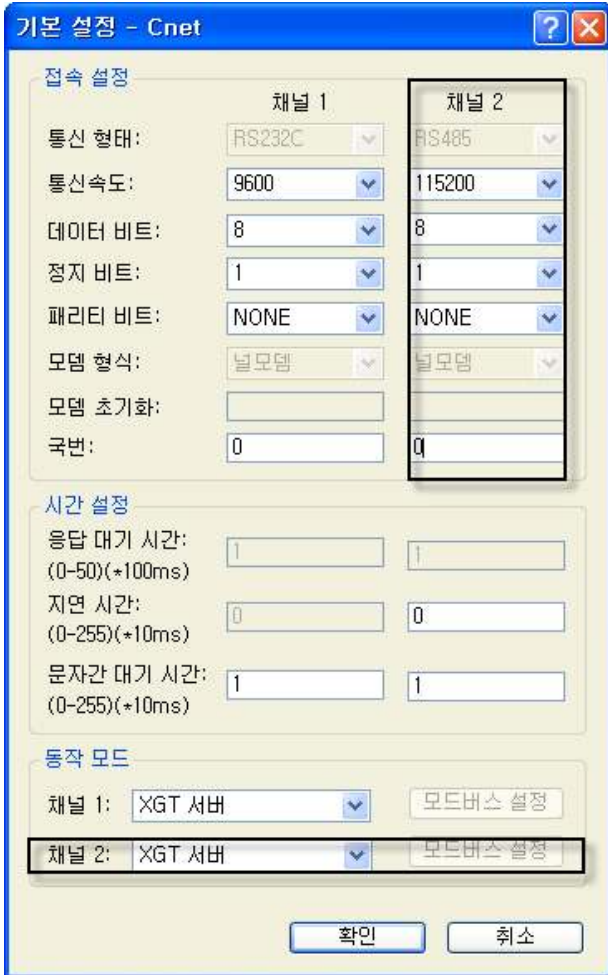 기본 설정 - Cnet
접속 설정
채널 1 채널 2
통신 형태: RS232C RS485
통신속도: 9600 115200
데이터 비트: 8 8
정지 비트: 1 1
패리티 비트: NONE NONE
모뎀 형식: 널모뎀 널모뎀
모뎀 초기화:
국번: 0 0
시간 설정
응답 대기 시간: 1 1
(0-50)(*100ms)
지연 시간: 0 0
(0-255)(*10ms)
문자간 대기 시간: 1 1
(0-255)(*10ms)
동작 모드
채널 1: XGT 서버 모드버스 설정
채널 2: XGT 서버 모드버스 설정
확인 취소